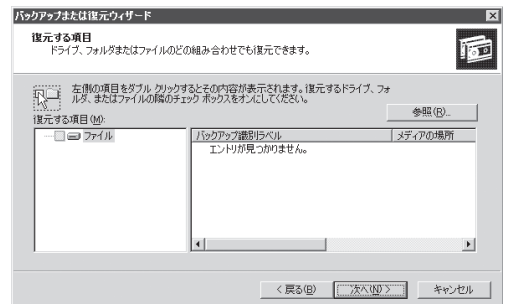 バックアップまたは復元ウィザード
復元する項目
ドライブ、フォルダまたはファイルのどの組み合わせでも復元できます。
左側の項目をダブル クリックするとその内容が表示されます。復元するドライブ、フォ
ルダ、またはファイルの隣のチェック ボックスをオンにしてください。
参照(R)...
復元する項目(M):
ファイル
バックアップ識別ラベル
メディアの場所
エントリが見つかりません。
< 戻る(B)
次へ(N) >
キャンセル